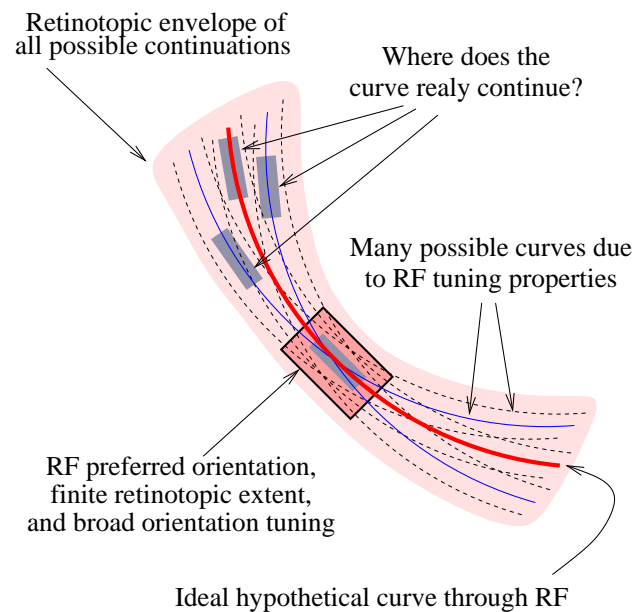 Retinotopic envelope of
all possible continuations
Where does the
curve realy continue?
Many possible curves due
to RF tuning properties
RF preferred orientation,
finite retinotopic extent,
and broad orientation tuning
Ideal hypothetical curve through RF